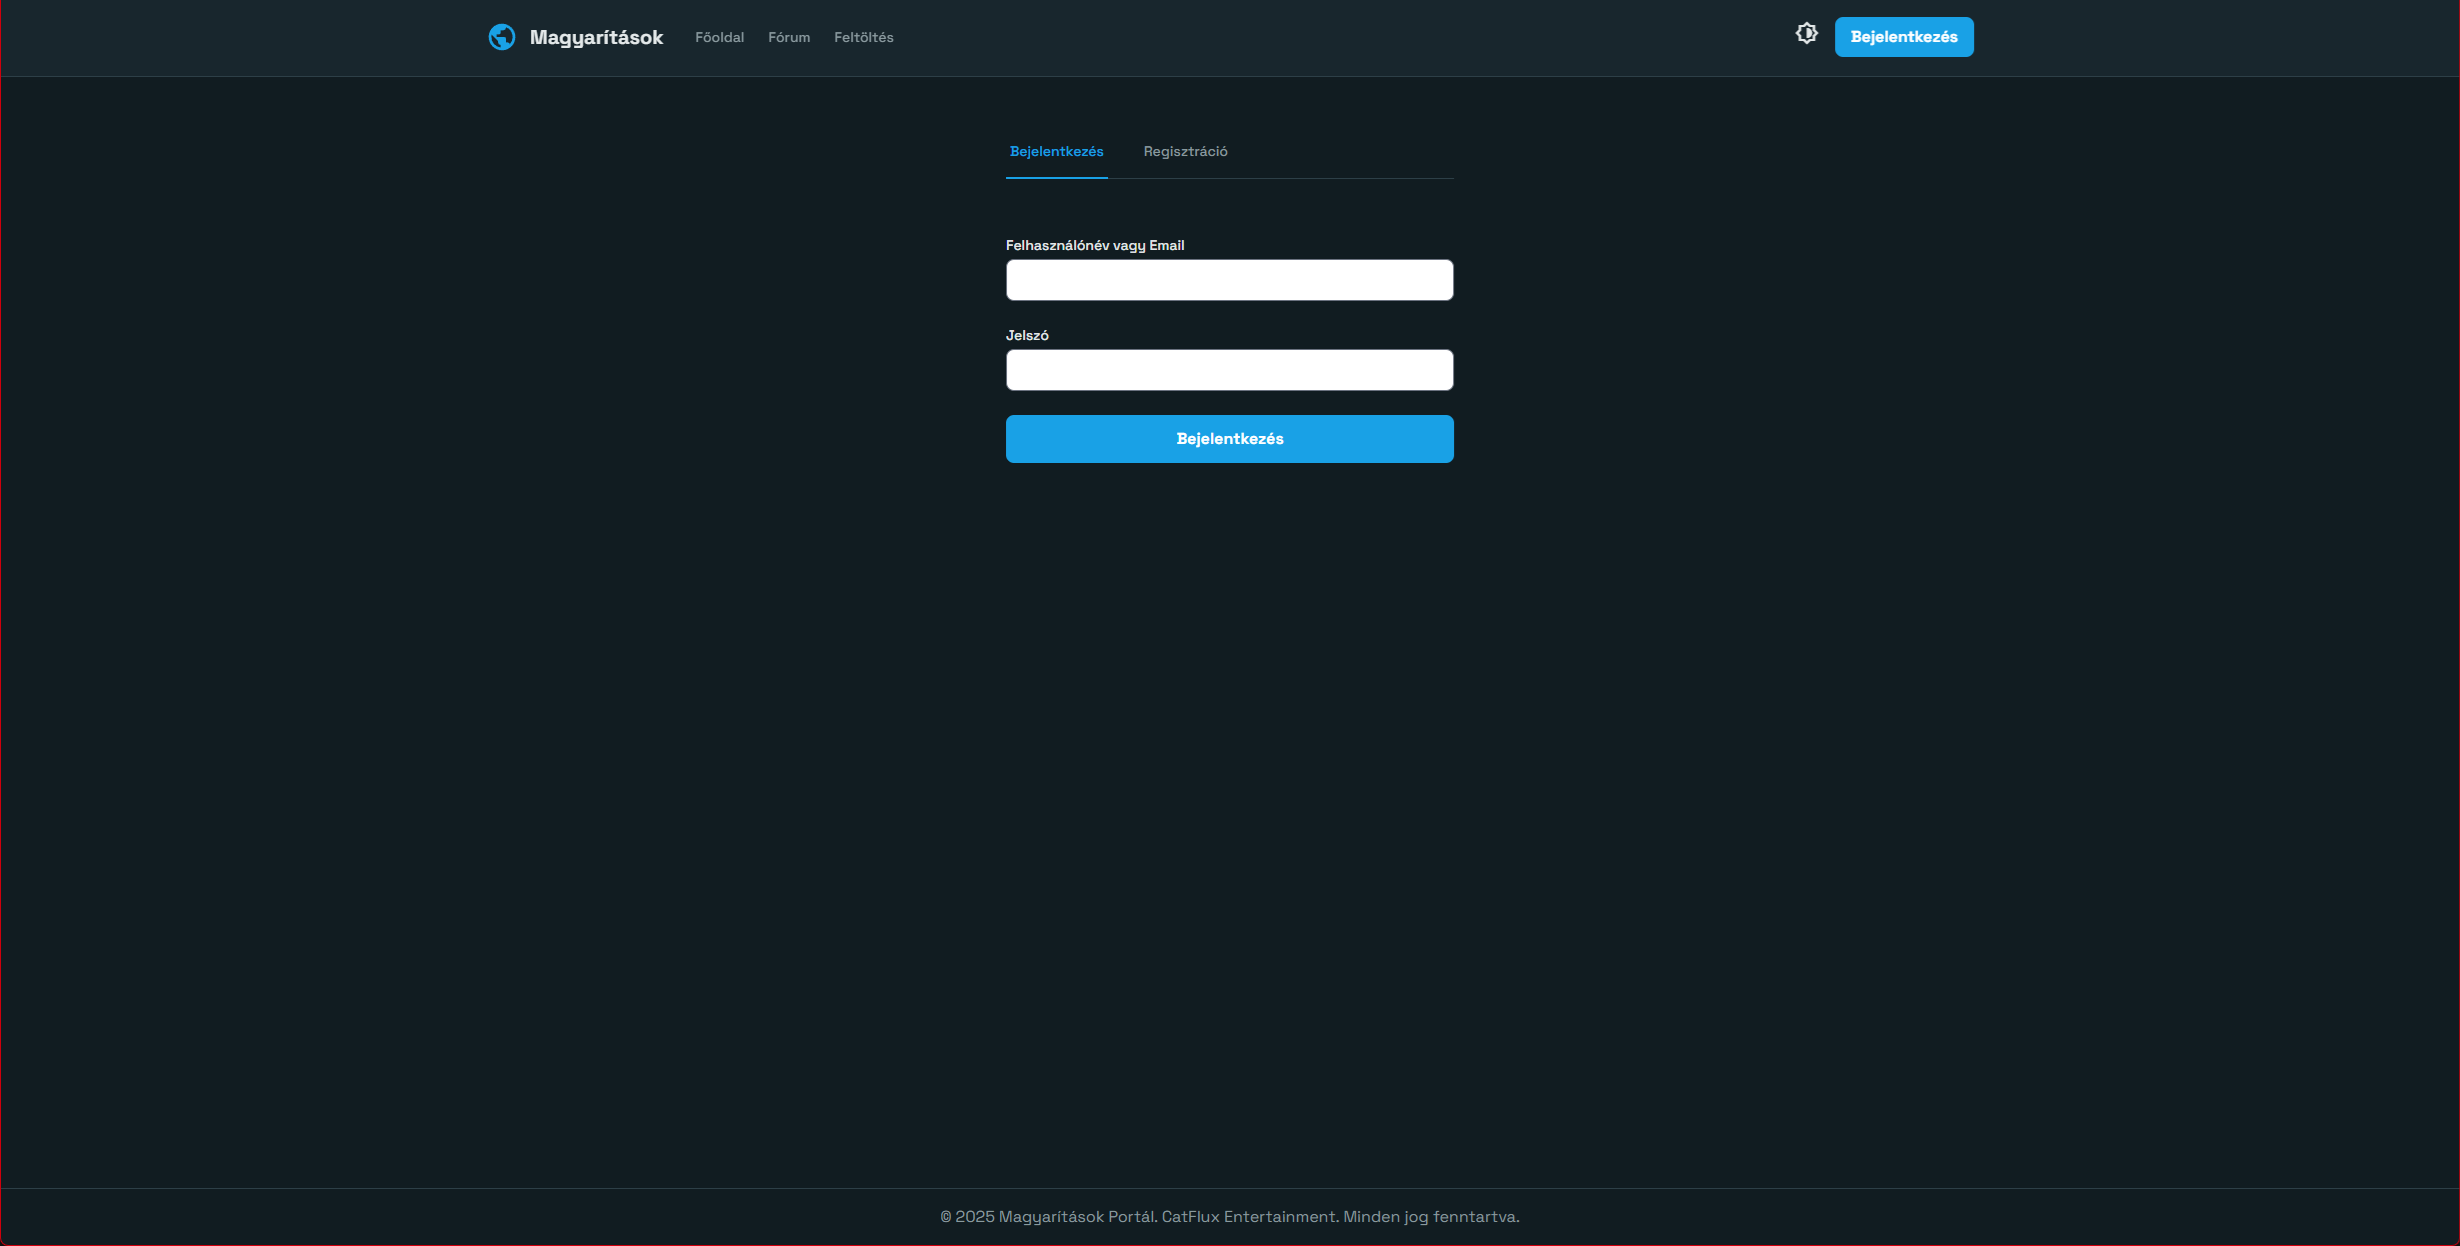 Magyarítások Főoldal Fórum Feltöltés Bejelentkezés
Bejelentkezés Regisztráció
Felhasználónév vagy Email
Jelszó
Bejelentkezés
© 2025 Magyarítások Portál. CatFlux Entertainment. Minden jog fenntartva.